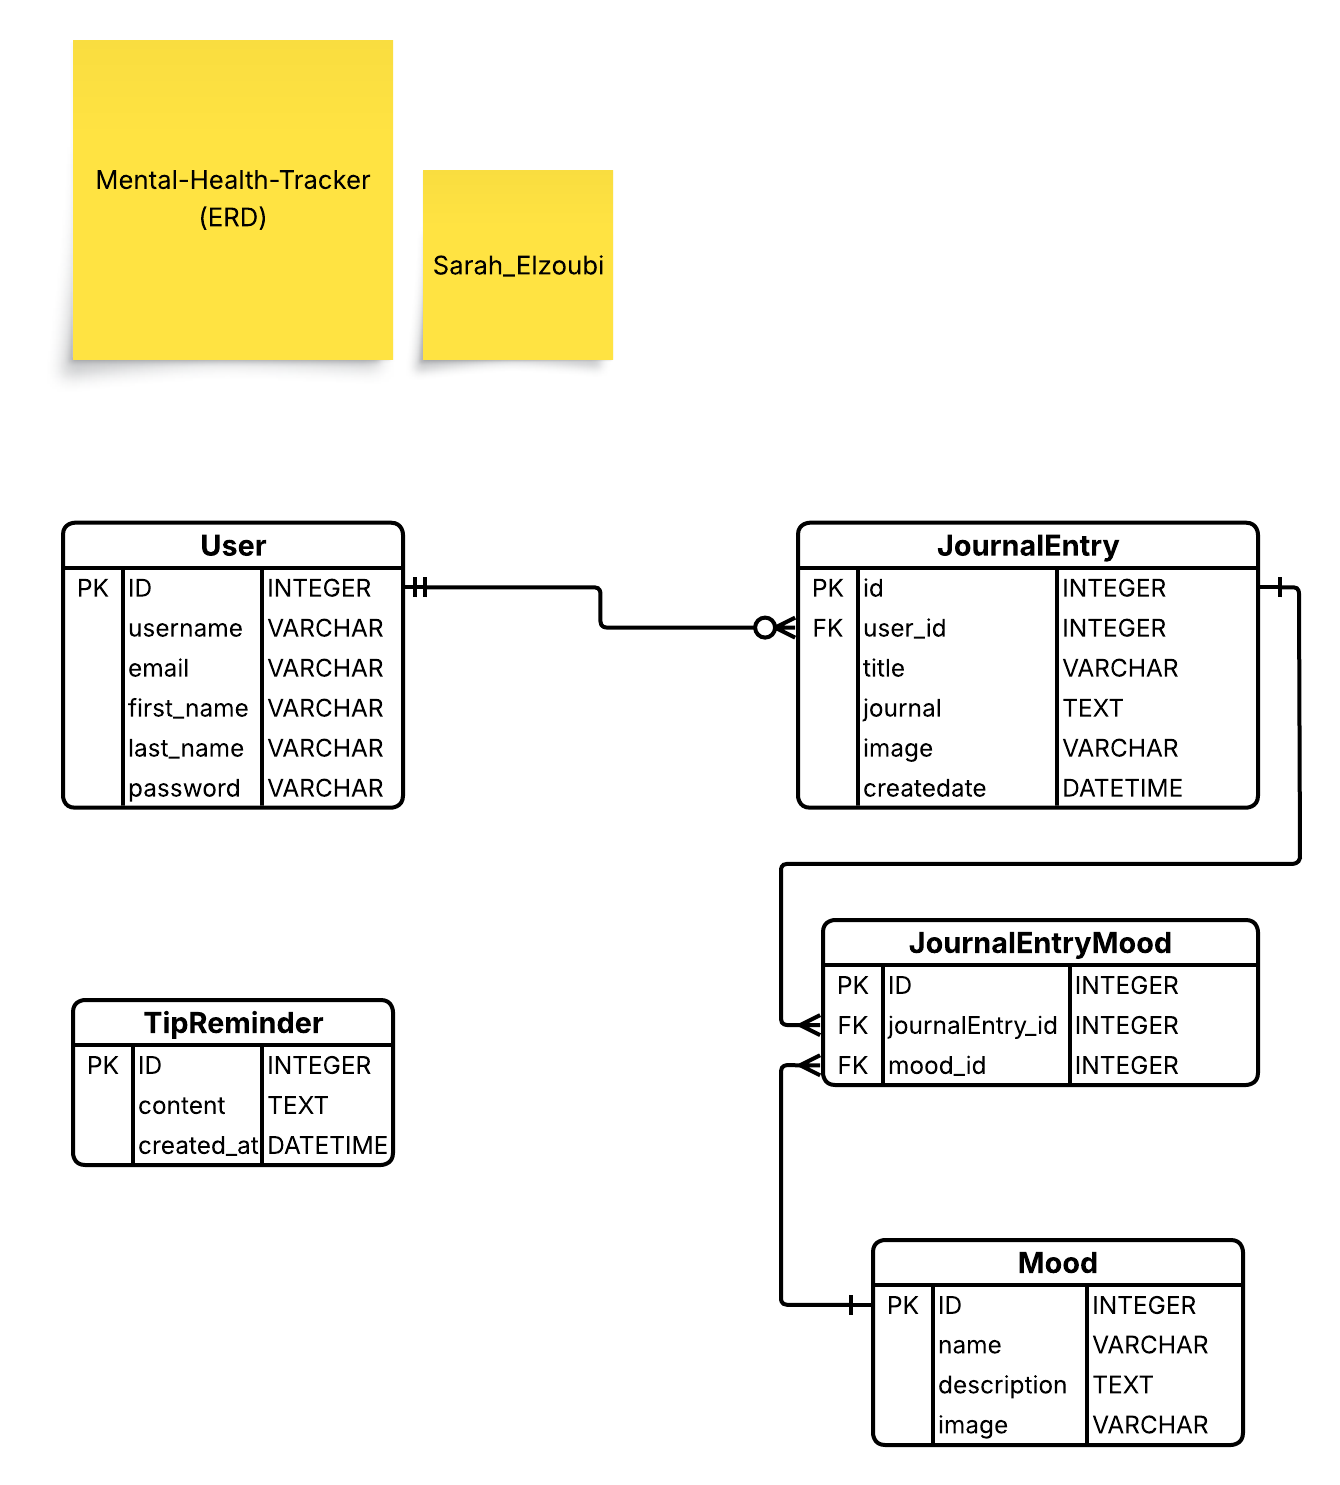 Mental-Health-Tracker
(ERD)
Sarah_Elzoubi
User
PK ID INTEGER
username VARCHAR
email VARCHAR
first_name VARCHAR
last_name VARCHAR
password VARCHAR
JournalEntry
PK id INTEGER
FK user_id INTEGER
title VARCHAR
journal TEXT
image VARCHAR
createdate DATETIME
JournalEntryMood
PK ID INTEGER
FK journalEntry_id INTEGER
FK mood_id INTEGER
TipReminder
PK ID INTEGER
content TEXT
created_at DATETIME
Mood
PK ID INTEGER
name VARCHAR
description TEXT
image VARCHAR